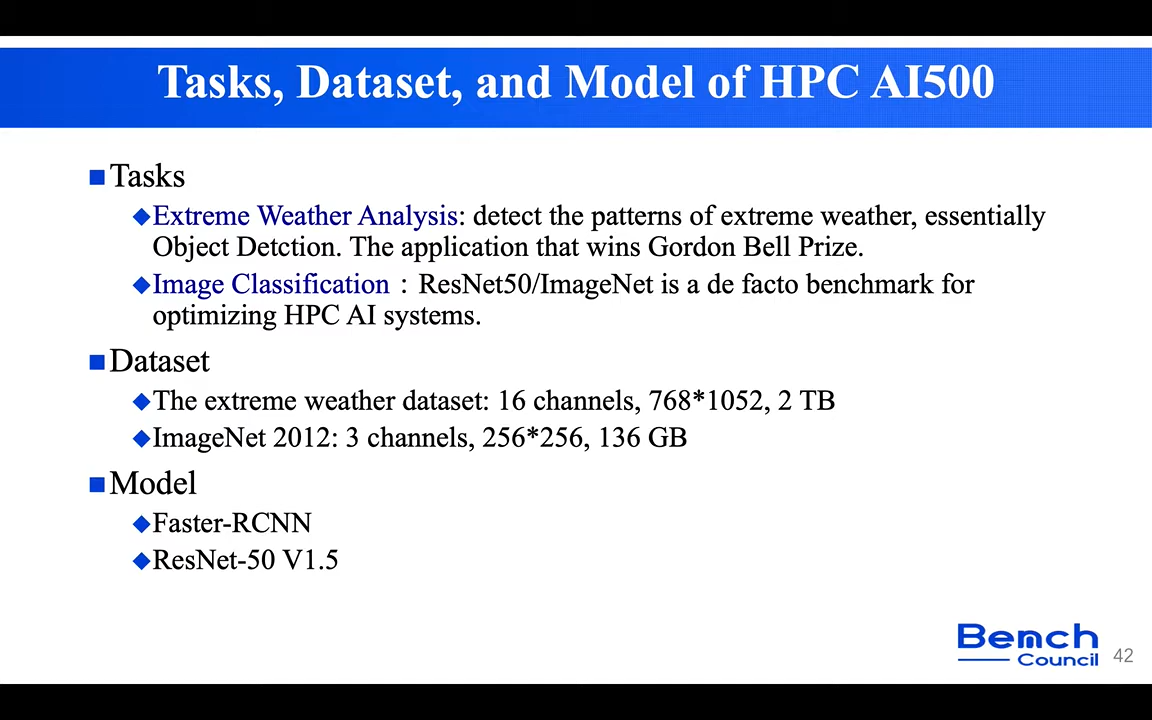 Tasks, Dataset, and Model of HPC AI500
Tasks
Extreme Weather Analysis: detect the patterns of extreme weather, essentially
Object Detction. The application that wins Gordon Bell Prize.
Image Classification：ResNet50/ImageNet is a de facto benchmark for
optimizing HPC AI systems.
Dataset
The extreme weather dataset: 16 channels, 768*1052, 2 TB
ImageNet 2012: 3 channels, 256*256, 136 GB
Model
Faster-RCNN
ResNet-50 V1.5
Bench
Council
42